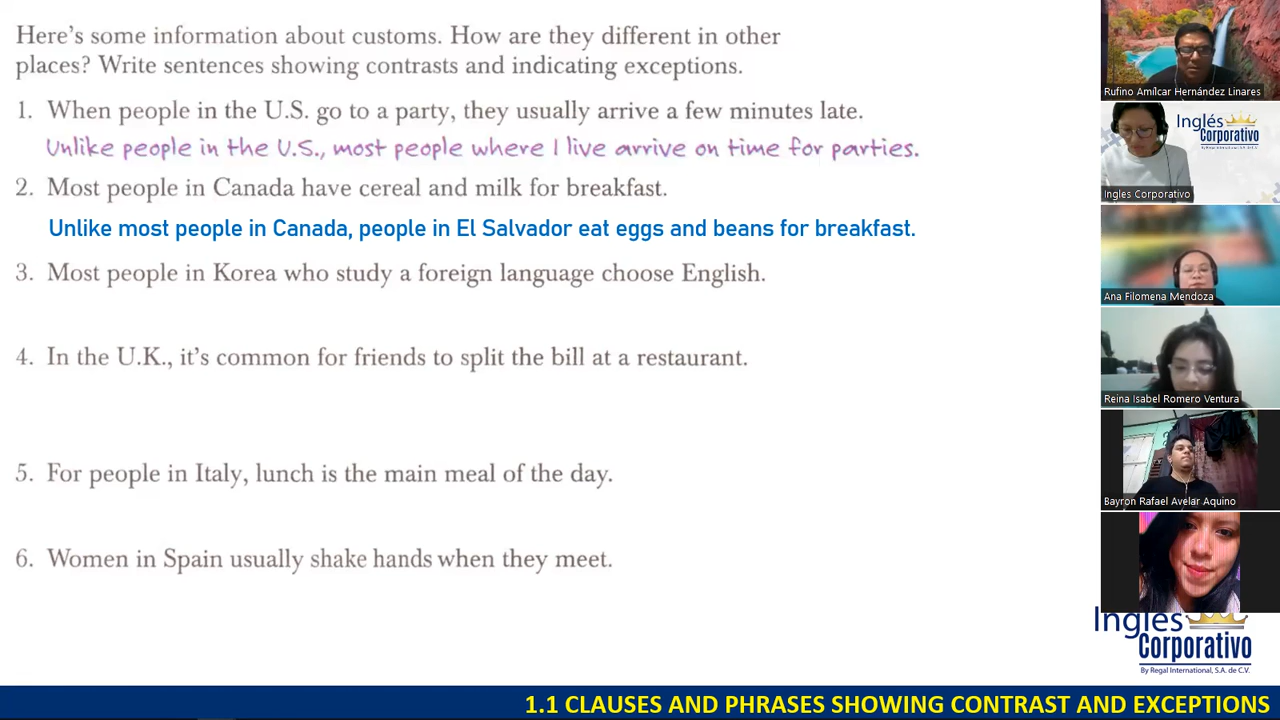 Here's some information about customs. How are they different in other
places? Write sentences showing contrasts and indicating exceptions.
1. When people in the U.S. go to a party, they usually arrive a few minutes late.
Unlike people in the U.S., most people where I live arrive on time for parties.
2. Most people in Canada have cereal and milk for breakfast.
Unlike most people in Canada, people in El Salvador eat eggs and beans for breakfast.
3. Most people in Korea who study a foreign language choose English.
4. In the U.K., it's common for friends to split the bill at a restaurant.
5. For people in Italy, lunch is the main meal of the day.
6. Women in Spain usually shake hands when they meet.
Rufino Amílcar Hernández Linares
Inglés
Corporativo
By Regal International, S.A. de C.V.
Ingles Corporativo
Ana Filomena Mendoza
Reina Isabel Romero Ventura
Bayron Rafael Avelar Aquino
Inglés
Corporativo
By Regal International, S.A. de C.V.
1.1 CLAUSES AND PHRASES SHOWING CONTRAST AND EXCEPTIONS